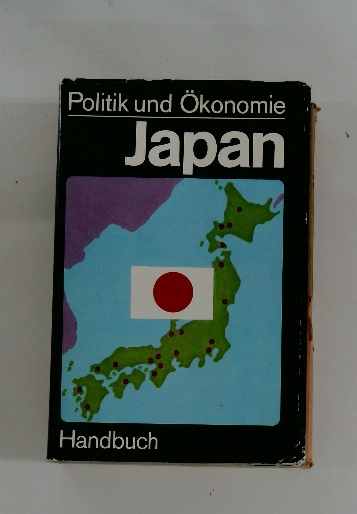 Politik und Ökonomie
Japan
Handbuch